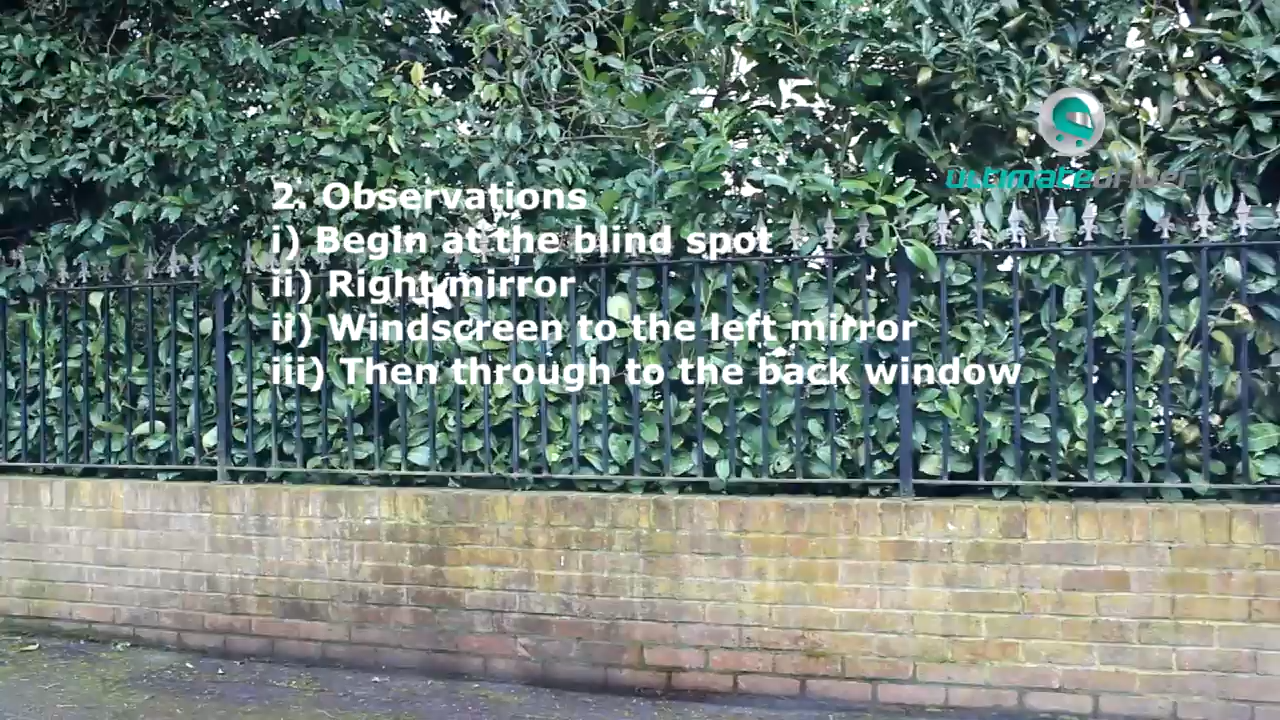 ultimatedriver
2. Observations
i) Begin at the blind spot
ii) Right mirror
ii) Windscreen to the left mirror
iii) Then through to the back window